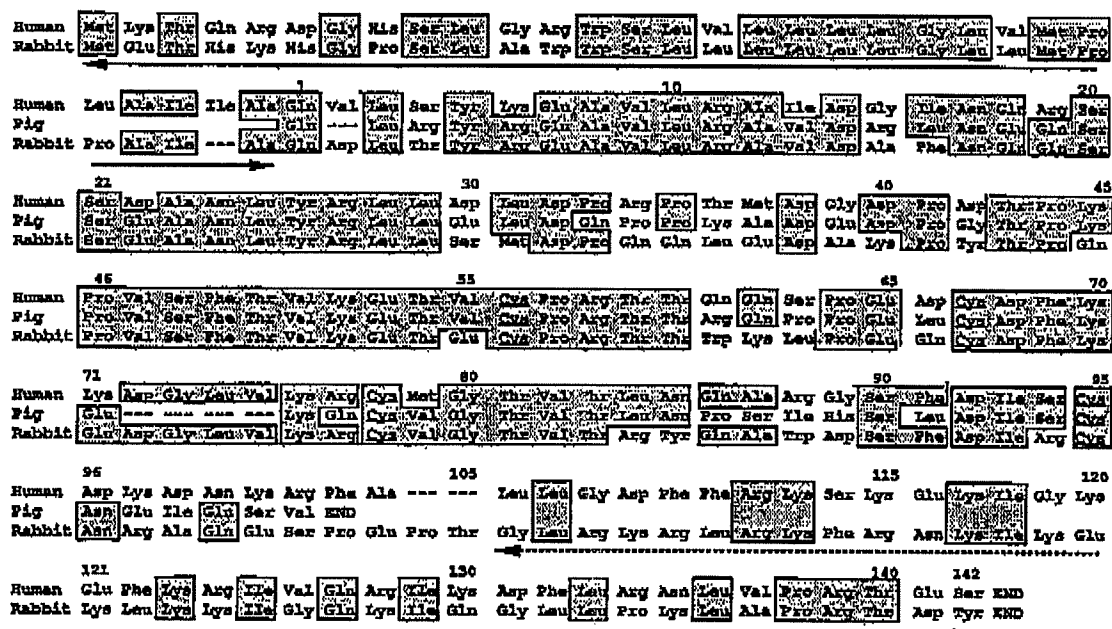 Human Met Lys Thr Gln Arg Asp Gly His Ser Leu Gly Arg Trp Ser Leu Val Leu Leu Leu Leu Gly Leu Val Met Pro
Rabbit Met Glu Thr His Lys His Gly Pro Ser Leu Ala Trp Trp Ser Leu Leu Leu Leu Leu Leu Gly Leu Leu Met Pro
1 10 20
Human Leu Ala Ile Ile Ala Gln Val Leu Ser Tyr Lys Glu Ala Val Leu Arg Ala Ile Asp Gly Ile Asn Gln Arg Ser
Pig Gln --- Leu Arg Tyr Arg Glu Ala Val Leu Arg Ala Val Asp Arg Leu Asn Glu Gln Ser
Rabbit Pro Ala Ile --- Ala Gln Asp Leu Thr Tyr Arg Glu Ala Val Leu Arg Ala Val Asp Ala Phe Asn Glu Gln Ser
21 30 40 45
Human Ser Asp Ala Asn Leu Tyr Arg Leu Leu Asp Leu Asp Pro Arg Pro Thr Met Asp Gly Asp Pro Asp Thr Pro Lys
Pig Ser Glu Ala Asn Leu Tyr Arg Leu Leu Glu Leu Asp Gln Pro Pro Lys Ala Asp Glu Asp Pro Gly Thr Pro Lys
Rabbit Ser Glu Ala Asn Leu Tyr Arg Leu Leu Ser Met Asp Pro Gln Gln Leu Glu Asp Ala Lys Pro Tyr Thr Pro Gln
46 55 65 70
Human Pro Val Ser Phe Thr Val Lys Glu Thr Val Cys Pro Arg Thr Thr Gln Gln Ser Pro Glu Asp Cys Asp Phe Lys
Pig Pro Val Ser Phe Thr Val Lys Glu Thr Val Cys Pro Arg Thr Thr Arg Gln Pro Pro Glu Leu Cys Asp Phe Lys
Rabbit Pro Val Ser Phe Thr Val Lys Glu Thr Glu Cys Pro Arg Thr Thr Trp Lys Leu Pro Glu Gln Cys Asp Phe Lys
71 80 90 95
Human Lys Asp Gly Leu Val Lys Arg Cys Met Gly Thr Val Thr Leu Asn Gln Ala Arg Gly Ser Phe Asp Ile Ser Cys
Pig Glu --- --- --- --- Lys Gln Cys Val Gly Thr Val Thr Leu Asn Pro Ser Ile His Ser Leu Asp Ile Ser Cys
Rabbit Glu Asp Gly Leu Val Lys Arg Cys Val Gly Thr Val Thr Arg Tyr Gln Ala Trp Asp Ser Phe Asp Ile Arg Cys
96 105 115 120
Human Asp Lys Asp Asn Lys Arg Phe Ala --- --- Leu Leu Gly Asp Phe Phe Arg Lys Ser Lys Glu Lys Ile Gly Lys
Pig Asn Glu Ile Glu Ser Val END
Rabbit Asn Arg Ala Gln Glu Ser Pro Glu Pro Thr Gly Leu Arg Lys Arg Leu Arg Lys Phe Arg Asn Lys Ile Lys Glu
121 130 140 142
Human Glu Phe Lys Arg Ile Val Gln Arg Ile Lys Asp Phe Leu Arg Asn Leu Val Pro Arg Thr Glu Ser END
Rabbit Lys Leu Lys Lys Ile Gly Gln Lys Ile Gln Gly Leu Leu Pro Lys Leu Ala Pro Arg Thr Asp Tyr END